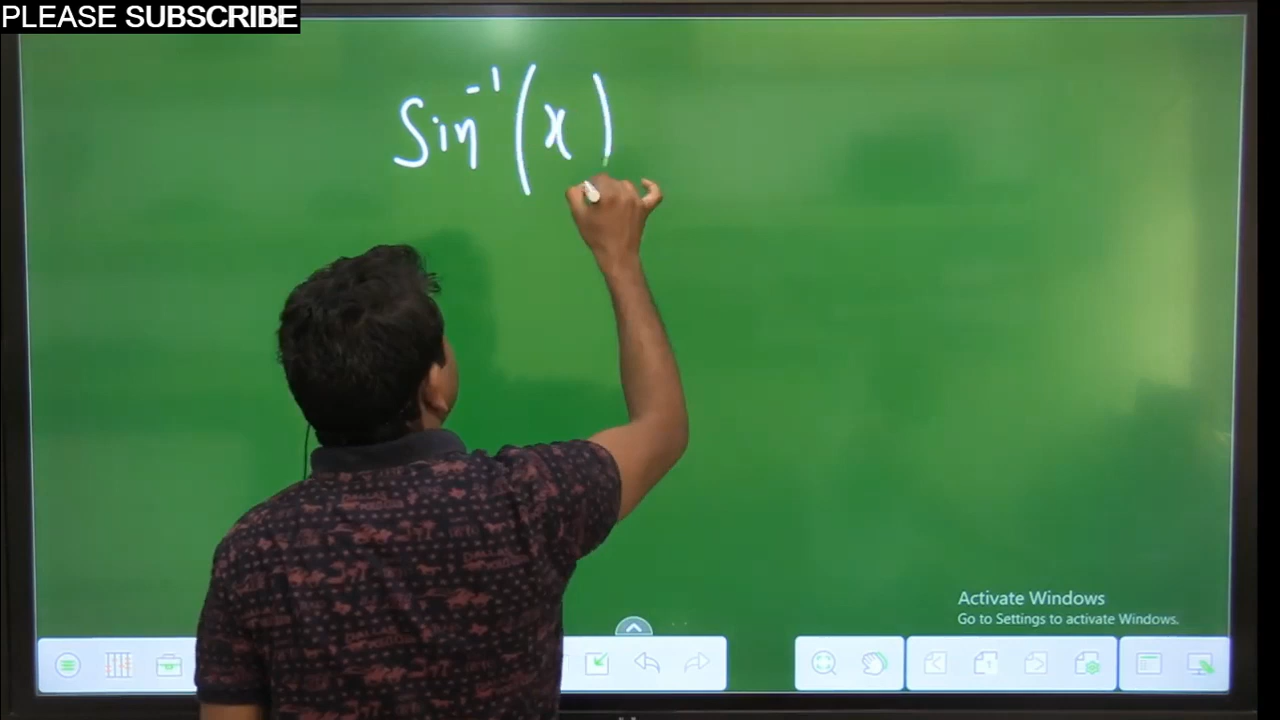 PLEASE SUBSCRIBE
Sin⁻¹(x)
Activate Windows
Go to Settings to activate Windows.